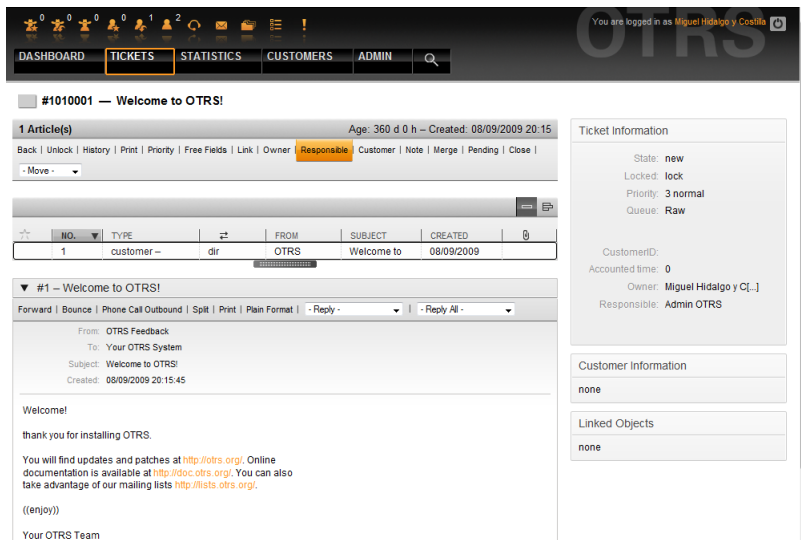 0 0 0 0 1 2
You are logged in as Miguel Hidalgo y Costilla
OTRS
DASHBOARD TICKETS STATISTICS CUSTOMERS ADMIN
#1010001 — Welcome to OTRS!
1 Article(s) Age: 360 d 0 h – Created: 08/09/2009 20:15
Back | Unlock | History | Print | Priority | Free Fields | Link | Owner | Responsible | Customer | Note | Merge | Pending | Close |
- Move -
NO. TYPE FROM SUBJECT CREATED
1 customer – dir OTRS Welcome to 08/09/2009
#1 – Welcome to OTRS!
Forward | Bounce | Phone Call Outbound | Split | Print | Plain Format | - Reply - | - Reply All -
From: OTRS Feedback
To: Your OTRS System
Subject: Welcome to OTRS!
Created: 08/09/2009 20:15:45
Welcome!
thank you for installing OTRS.
You will find updates and patches at http://otrs.org/. Online
documentation is available at http://doc.otrs.org/. You can also
take advantage of our mailing lists http://lists.otrs.org/.
((enjoy))
Your OTRS Team
Ticket Information
State: new
Locked: lock
Priority: 3 normal
Queue: Raw
CustomerID:
Accounted time: 0
Owner: Miguel Hidalgo y C[...]
Responsible: Admin OTRS
Customer Information
none
Linked Objects
none